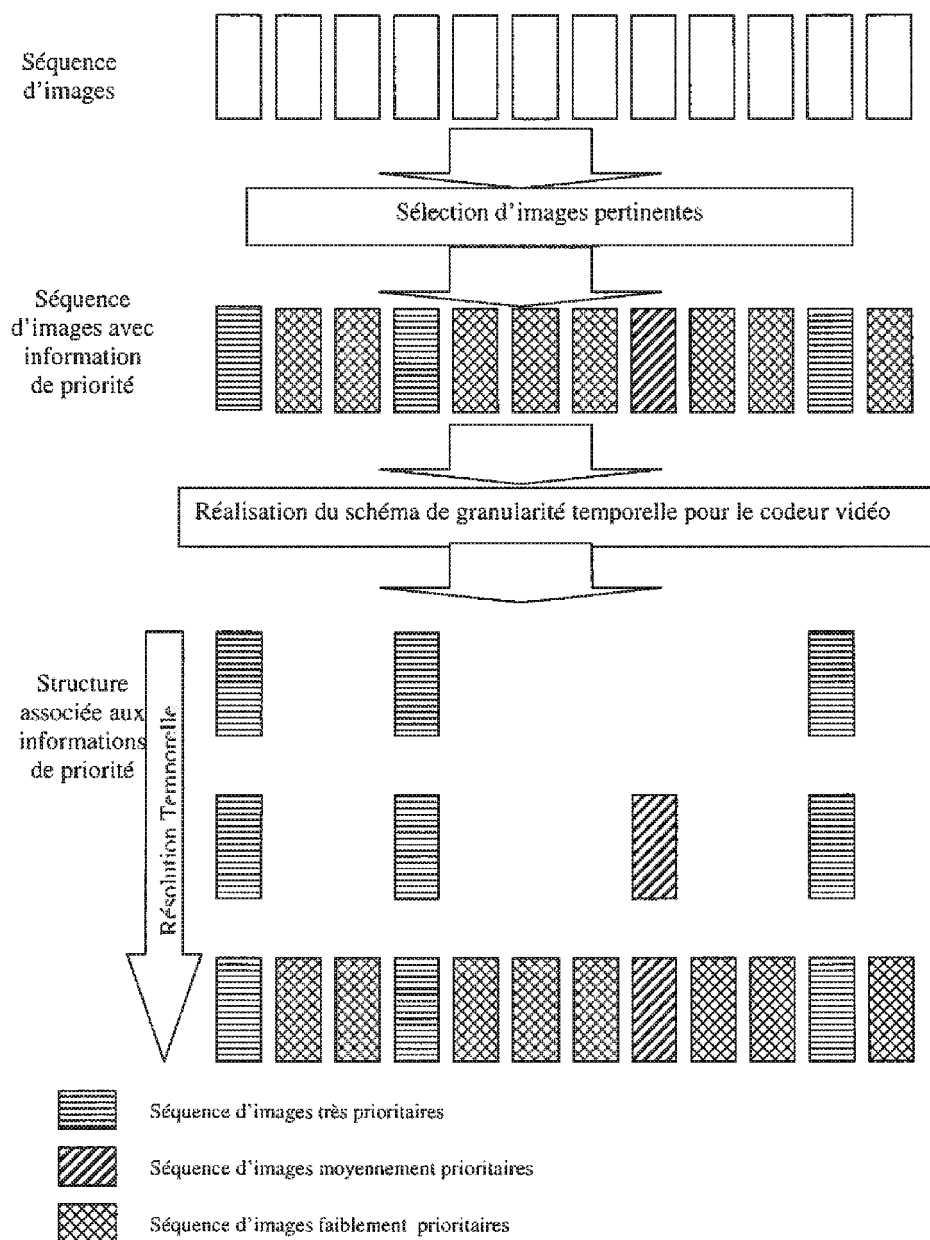 Séquence
d'images
Sélection d'images pertinentes
Séquence
d'images avec
information
de priorité
Réalisation du schéma de granularité temporelle pour le codeur vidéo
Structure
associée aux
informations
de priorité
Résolution Temporelle
Séquence d'images très prioritaires
Séquence d'images moyennement prioritaires
Séquence d'images faiblement prioritaires